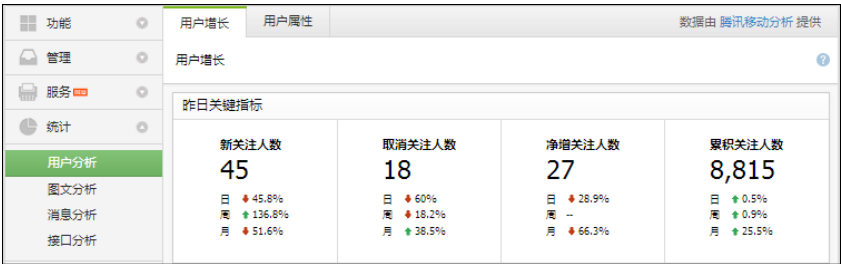 功能
管理
服务 NEW
统计
用户分析
图文分析
消息分析
接口分析
用户增长 用户属性 数据由 腾讯移动分析 提供
用户增长 ?
昨日关键指标
新关注人数 取消关注人数 净增关注人数 累积关注人数
45 18 27 8,815
日 45.8% 日 60% 日 28.9% 日 0.5%
周 136.8% 周 18.2% 周 -- 周 0.9%
月 51.6% 月 38.5% 月 66.3% 月 25.5%